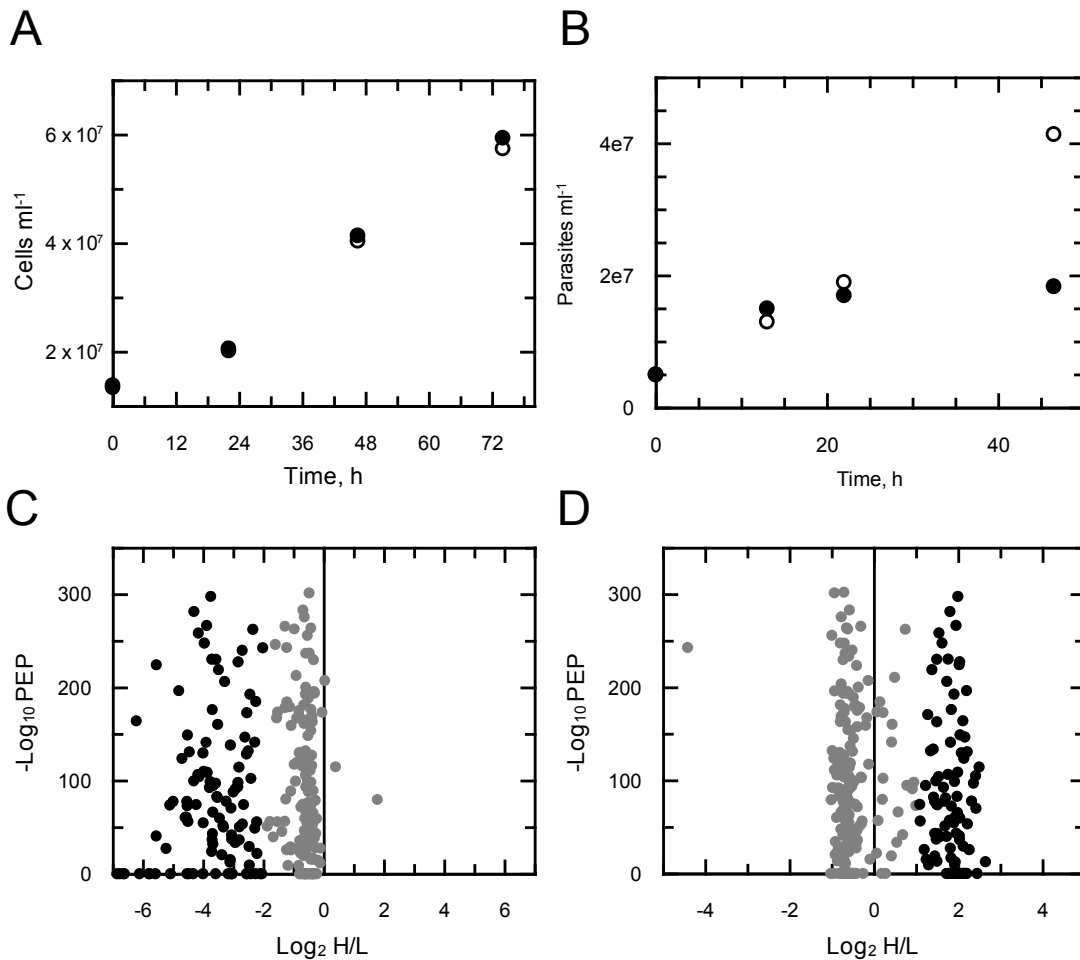 A
B
6 x 10⁷
4 x 10⁷
2 x 10⁷
Cells ml⁻¹
0 12 24 36 48 60 72
Time, h
4e7
2e7
0
Parasites ml⁻¹
0 20 40
Time, h
C
D
300
200
100
0
-Log₁₀ PEP
-6 -4 -2 0 2 4 6
Log₂ H/L
300
200
100
0
-Log₁₀ PEP
-4 -2 0 2 4
Log₂ H/L